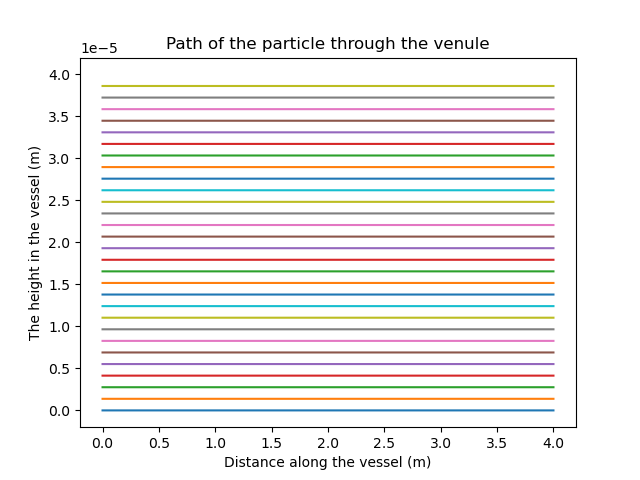 Path of the particle through the venule
1e−5
4.0
3.5
3.0
2.5
2.0
1.5
1.0
0.5
0.0
The height in the vessel (m)
0.0 0.5 1.0 1.5 2.0 2.5 3.0 3.5 4.0
Distance along the vessel (m)